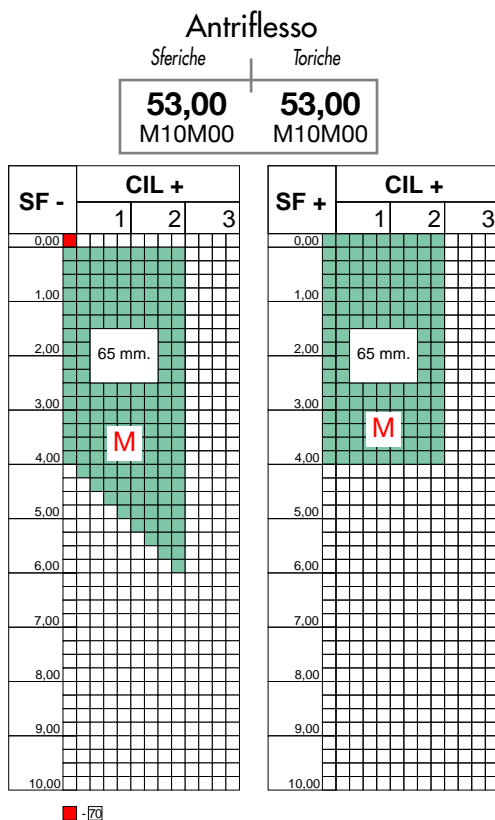 Antriflesso
Sferiche Toriche
53,00 53,00
M10M00 M10M00
SF - CIL +
1 2 3
0,00
1,00
2,00
65 mm.
3,00
M
4,00
5,00
6,00
7,00
8,00
9,00
10,00
- 70
SF + CIL +
1 2 3
0,00
1,00
2,00
65 mm.
3,00
M
4,00
5,00
6,00
7,00
8,00
9,00
10,00